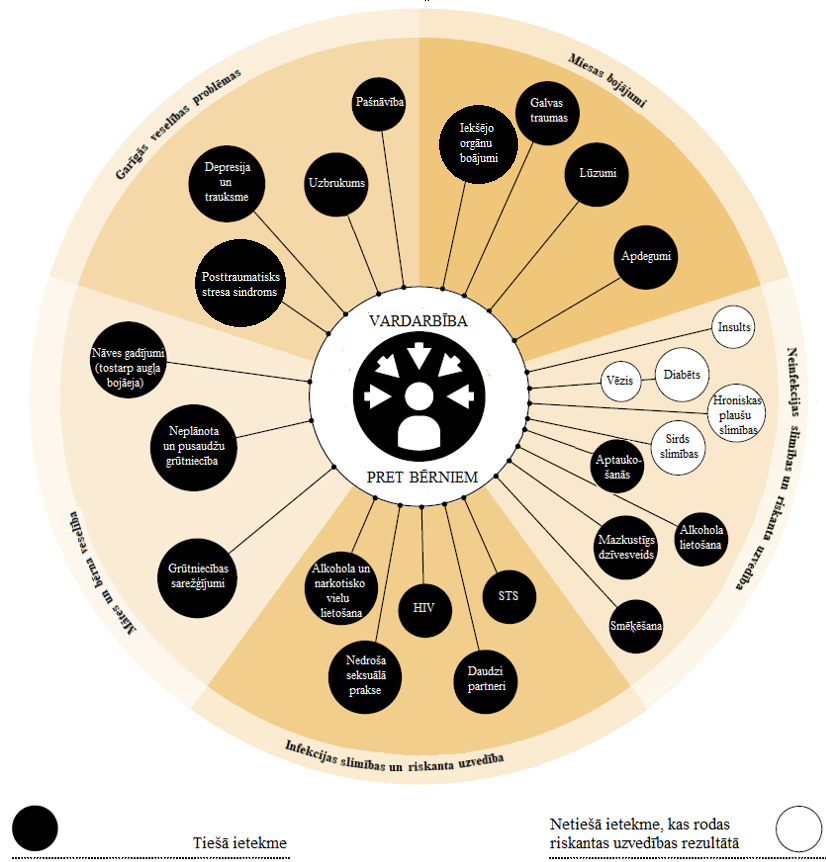 Garīgās veselības problēmas
Pašnāvība
Uzbrukums
Depresija
un
trauksme
Posttraumatisks
stresa sindroms
Miesas bojājumi
Iekšējo
orgānu
boājumi
Galvas
traumas
Lūzumi
Apdegumi
VARDARBĪBA
PRET BĒRNIEM
Neinfekcijas slimības un riskanta uzvedība
Insults
Vēzis
Diabēts
Hroniskas
plaušu
slimības
Sirds
slimības
Aptauko-
šanās
Alkohola
lietošana
Mazkustīgs
dzīvesveids
Smēķēšana
Mātes un bērna veselība
Nāves gadījumi
(tostarp augļa
bojāeja)
Neplānota
un pusaudžu
grūtniecība
Grūtniecības
sarežģījumi
Infekcijas slimības un riskanta uzvedība
Alkohola un
narkotisko
vielu
lietošana
HIV
STS
Nedroša
seksuālā
prakse
Daudzi
partneri
Tiešā ietekme
Netiešā ietekme, kas rodas
riskantas uzvedības rezultātā